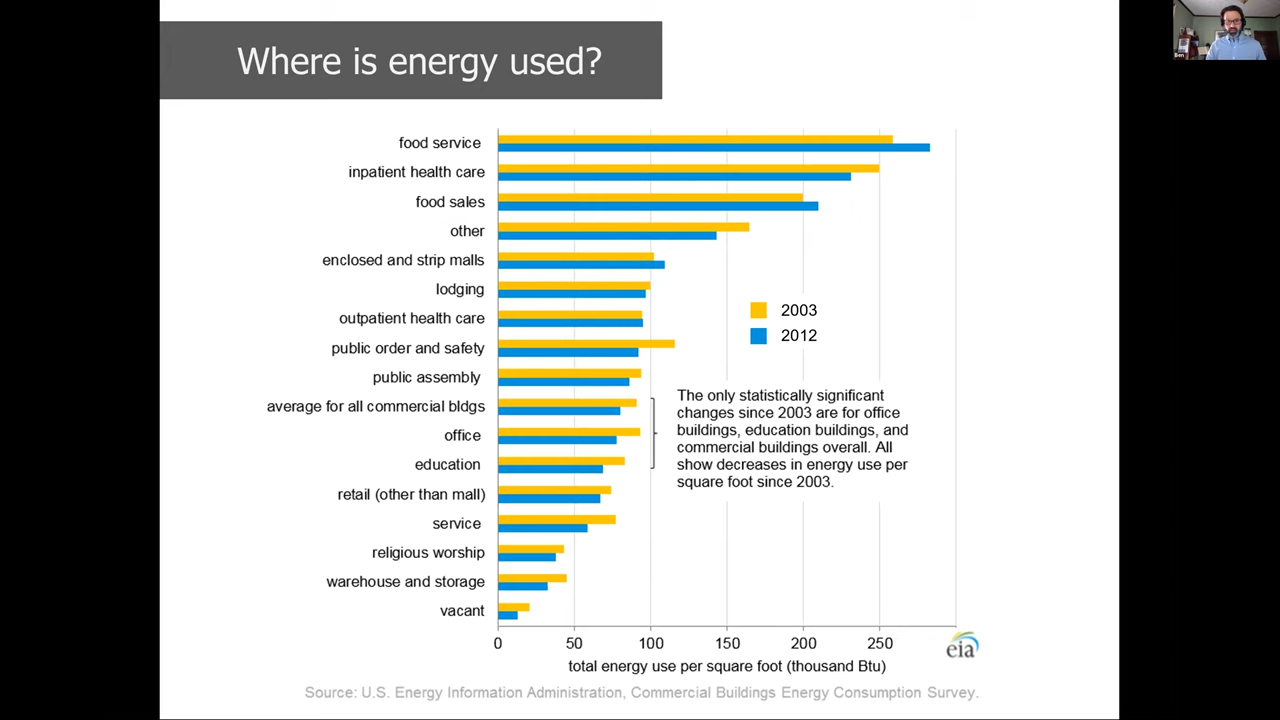 Where is energy used?
Ben
food service
inpatient health care
food sales
other
enclosed and strip malls
lodging
outpatient health care
public order and safety
public assembly
average for all commercial bldgs
office
education
retail (other than mall)
service
religious worship
warehouse and storage
vacant
2003
2012
The only statistically significant
changes since 2003 are for office
buildings, education buildings, and
commercial buildings overall. All
show decreases in energy use per
square foot since 2003.
0 50 100 150 200 250
total energy use per square foot (thousand Btu)
eia
Source: U.S. Energy Information Administration, Commercial Buildings Energy Consumption Survey.